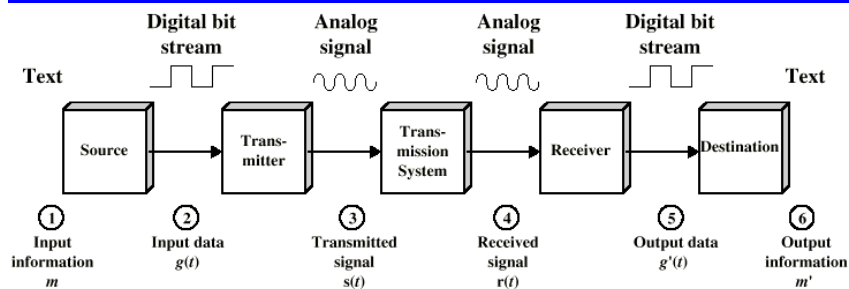 Digital bit
stream
Analog
signal
Analog
signal
Digital bit
stream
Text
Text
Source
Trans-
mitter
Trans-
mission
System
Receiver
Destination
1
Input
information
m
2
Input data
g(t)
3
Transmitted
signal
s(t)
4
Received
signal
r(t)
5
Output data
g'(t)
6
Output
information
m'